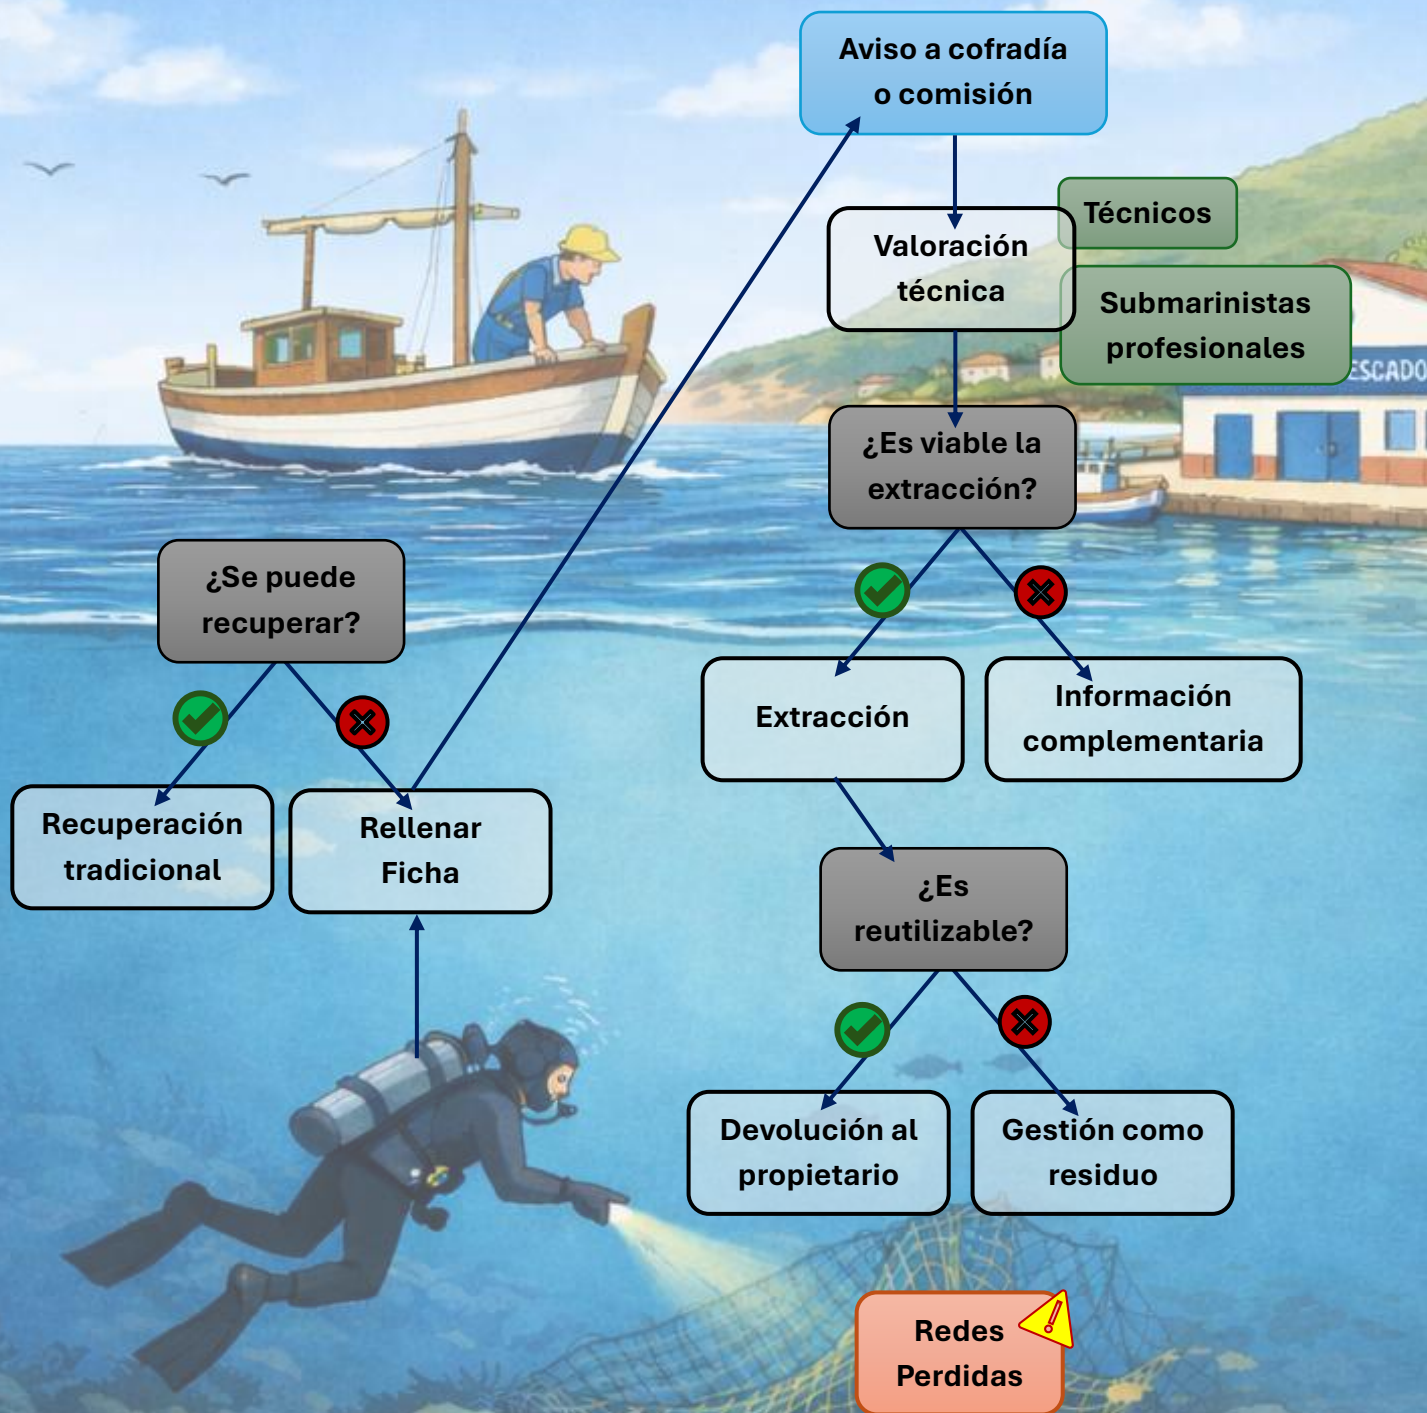 Aviso a cofradía
o comisión
Técnicos
Valoración
técnica
Submarinistas
profesionales
ESCADO
¿Es viable la
extracción?
¿Se puede
recuperar?
Extracción
Información
complementaria
Recuperación
tradicional
Rellenar
Ficha
¿Es
reutilizable?
Devolución al
propietario
Gestión como
residuo
Redes
Perdidas